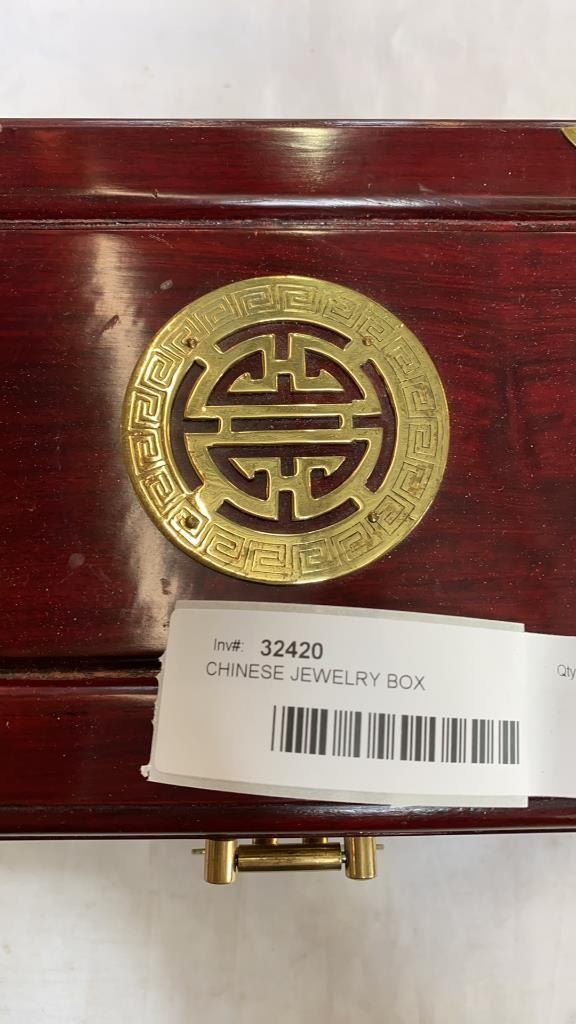 Inv#: 32420
CHINESE JEWELRY BOX
Qty